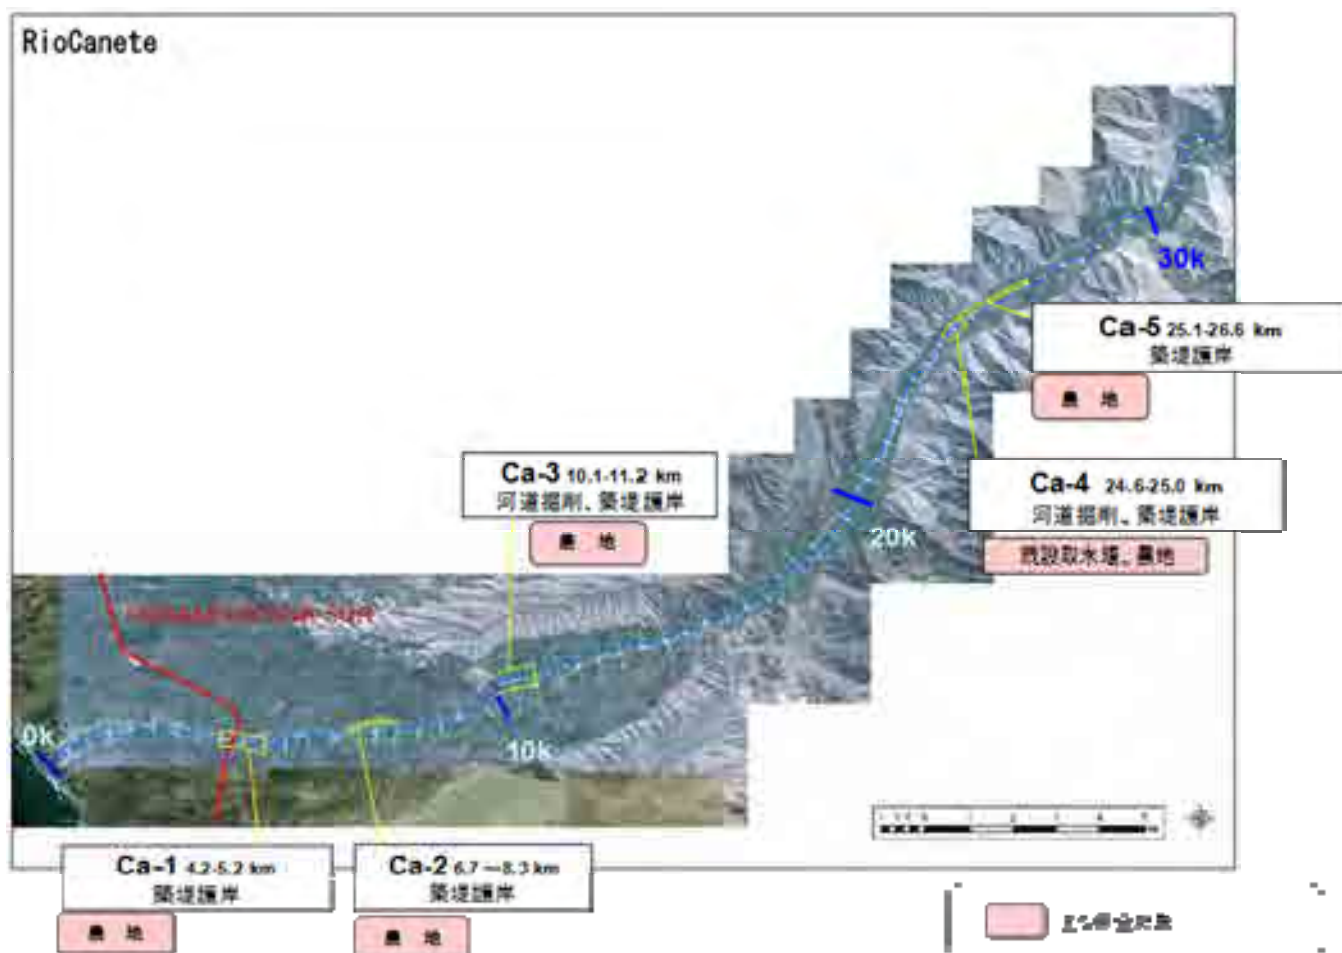 RioCanete
30k
Ca-5 25.1-26.6 km
築堤護岸
農 地
Ca-3 10.1-11.2 km
河道掘削、築堤護岸
農 地
Ca-4 24.6-25.0 km
河道掘削、築堤護岸
既設取水堰、農地
20k
0k
10k
Ca-1 4.2-5.2 km
築堤護岸
農 地
Ca-2 6.7～8.3 km
築堤護岸
農 地